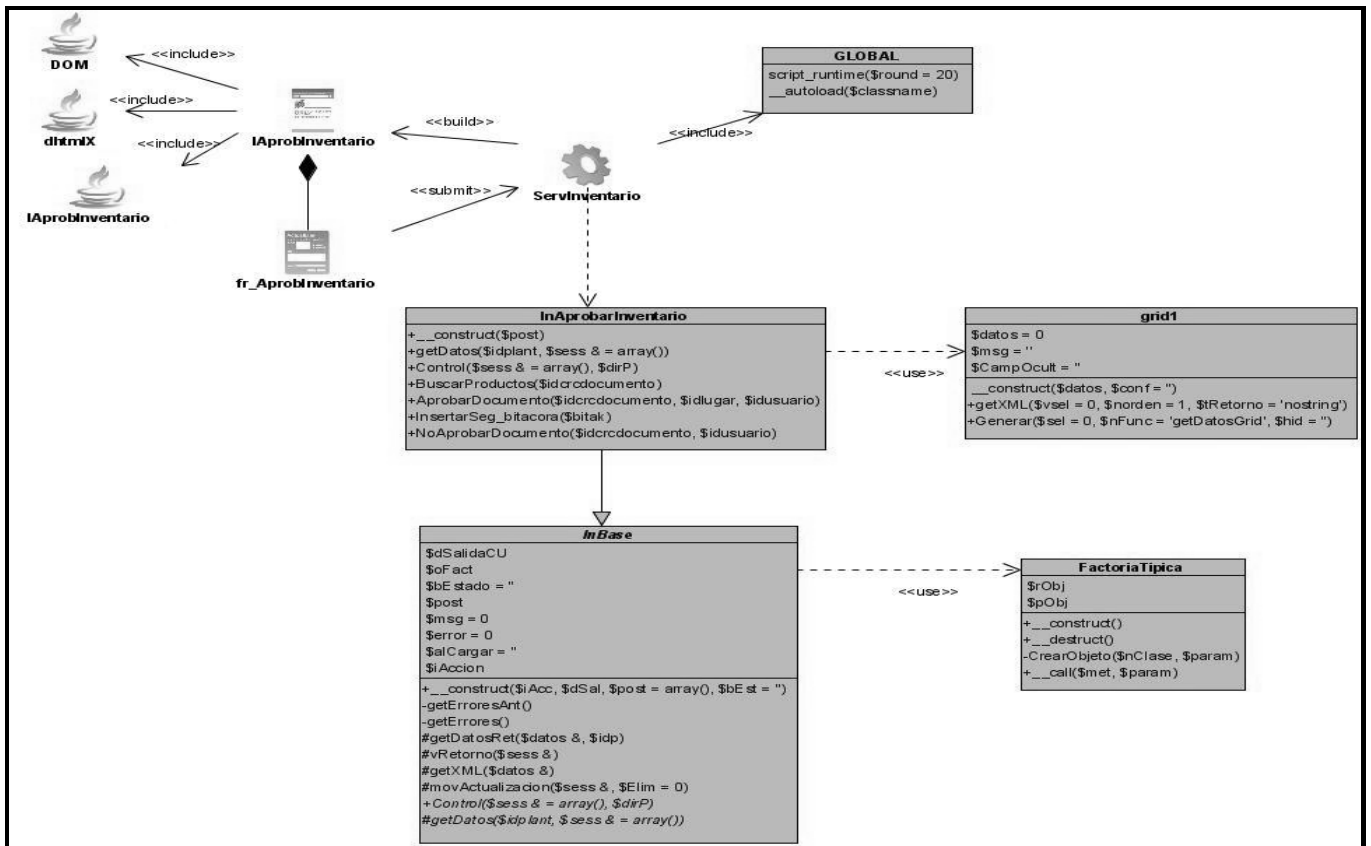 DOM
<<include>>
dhtmlX
<<include>>
IAprobInventario
<<include>>
IAprobInventario
<<build>>
<<submit>>
fr_AprobInventario
ServInventario
<<include>>
GLOBAL
script_runtime($round = 20)
__autoload($classname)
InAprobarInventario
+__construct($post)
+getDatos($idplant, $sess & = array())
+Control($sess & = array(), $dirP)
+BuscarProductos($idcrcdocumento)
+AprobarDocumento($idcrcdocumento, $idlugar, $idusuario)
+InsertarSeg_bitacora($bitak)
+NoAprobarDocumento($idcrcdocumento, $idusuario)
<<use>>
grid1
$datos = 0
$msg = ''
$CampOcult = ''
__construct($datos, $conf = '')
+getXML($vsel = 0, $norden = 1, $tRetorno = 'nostring')
+Generar($sel = 0, $nFunc = 'getDatosGrid', $hid = '')
InBase
$dSalidaCU
$oFact
$bEstado = ''
$post
$msg = 0
$error = 0
$alCargar = ''
$iAccion
+__construct($iAcc, $dSal, $post = array(), $bEst = '')
-getErroresAnt()
-getErrores()
#getDatosRet($datos &, $idp)
#vRetorno($sess &)
#getXML($datos &)
#movActualizacion($sess &, $Elim = 0)
+Control($sess & = array(), $dirP)
#getDatos($idplant, $sess & = array())
<<use>>
FactoriaTipica
$rObj
$pObj
+__construct()
+__destruct()
-CrearObjeto($nClase, $param)
+__call($met, $param)